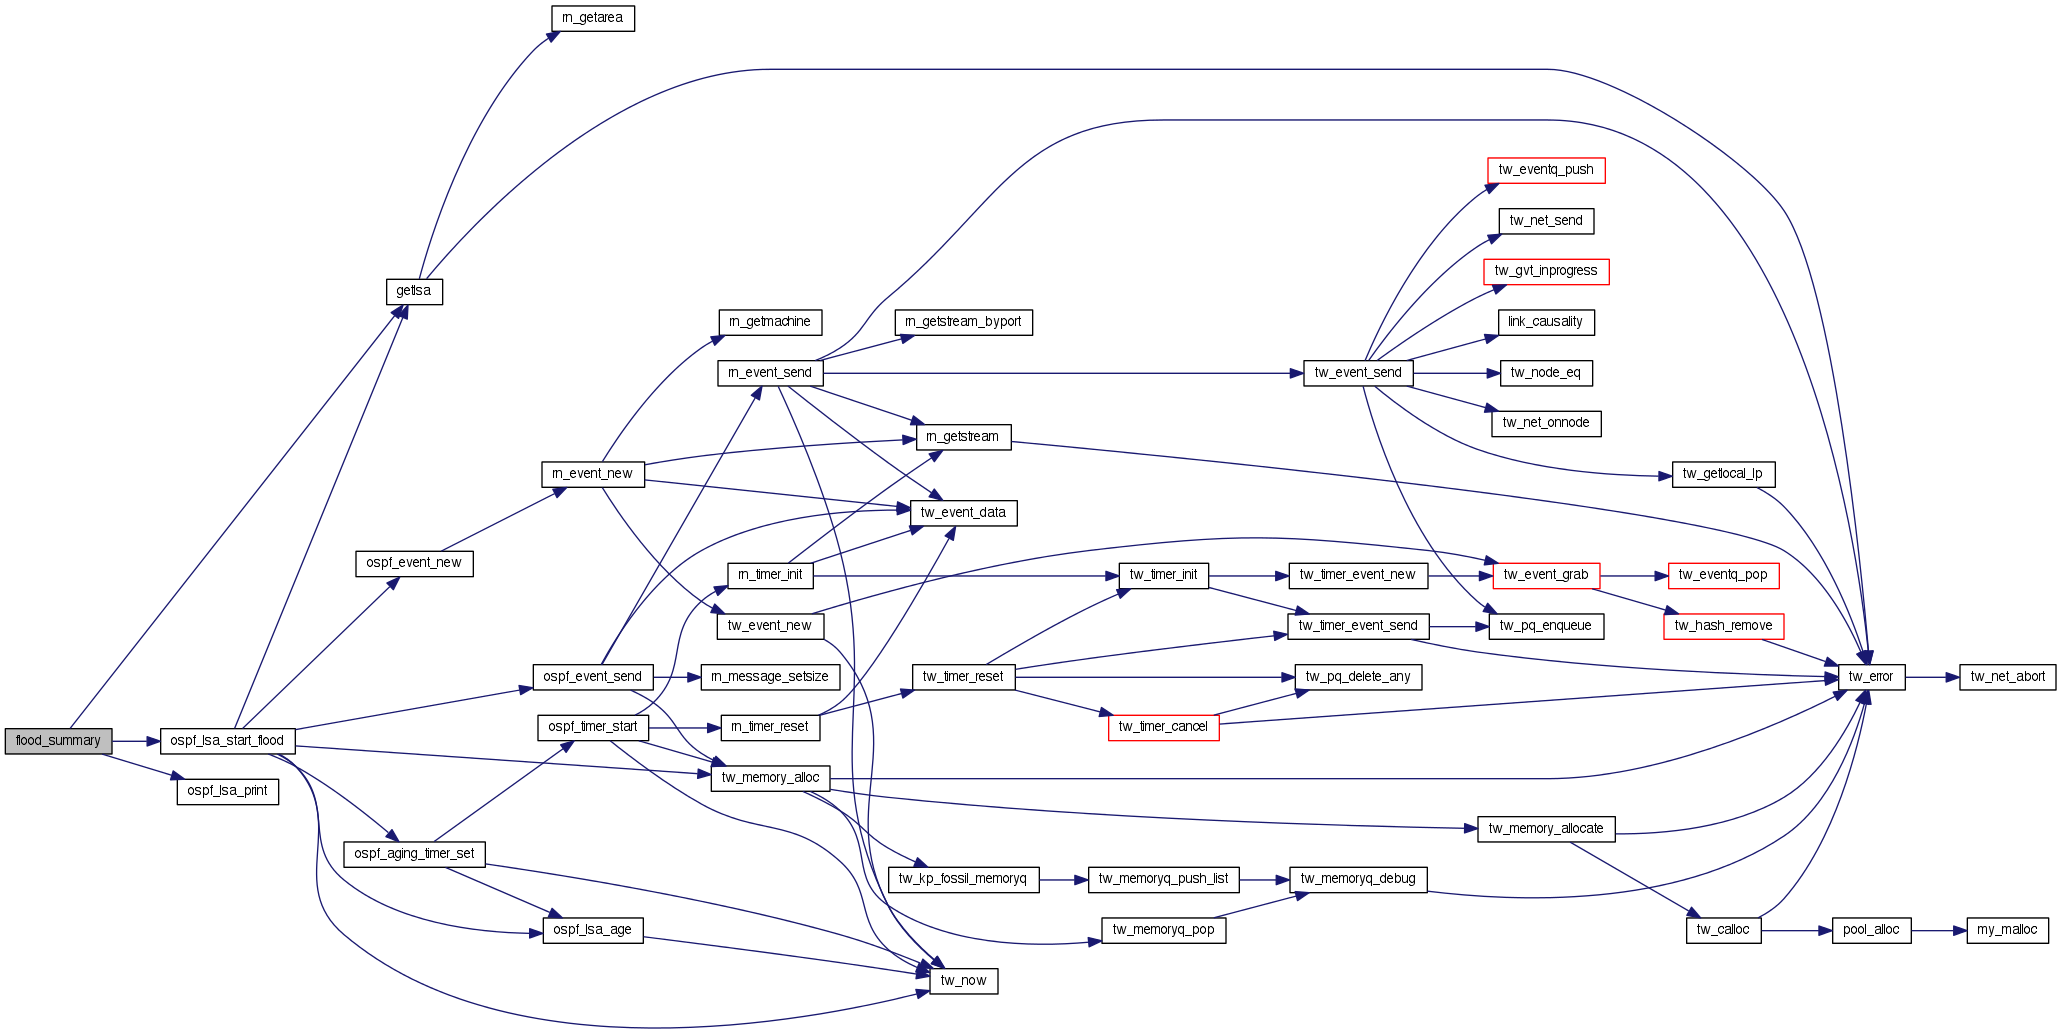 rn_getarea
tw_eventq_push
tw_net_send
tw_gvt_inprogress
getlsa
rn_getmachine
rn_getstream_byport
link_causality
rn_event_send
tw_event_send
tw_node_eq
tw_net_onnode
rn_getstream
rn_event_new
tw_getlocal_lp
tw_event_data
ospf_event_new
rn_timer_init
tw_timer_init
tw_timer_event_new
tw_event_grab
tw_eventq_pop
tw_event_new
tw_timer_event_send
tw_pq_enqueue
tw_hash_remove
ospf_event_send
rn_message_setsize
tw_timer_reset
tw_pq_delete_any
tw_error
tw_net_abort
ospf_timer_start
rn_timer_reset
tw_timer_cancel
flood_summary
ospf_lsa_start_flood
tw_memory_alloc
ospf_lsa_print
tw_memory_allocate
ospf_aging_timer_set
tw_kp_fossil_memoryq
tw_memoryq_push_list
tw_memoryq_debug
ospf_lsa_age
tw_memoryq_pop
tw_calloc
pool_alloc
my_malloc
tw_now